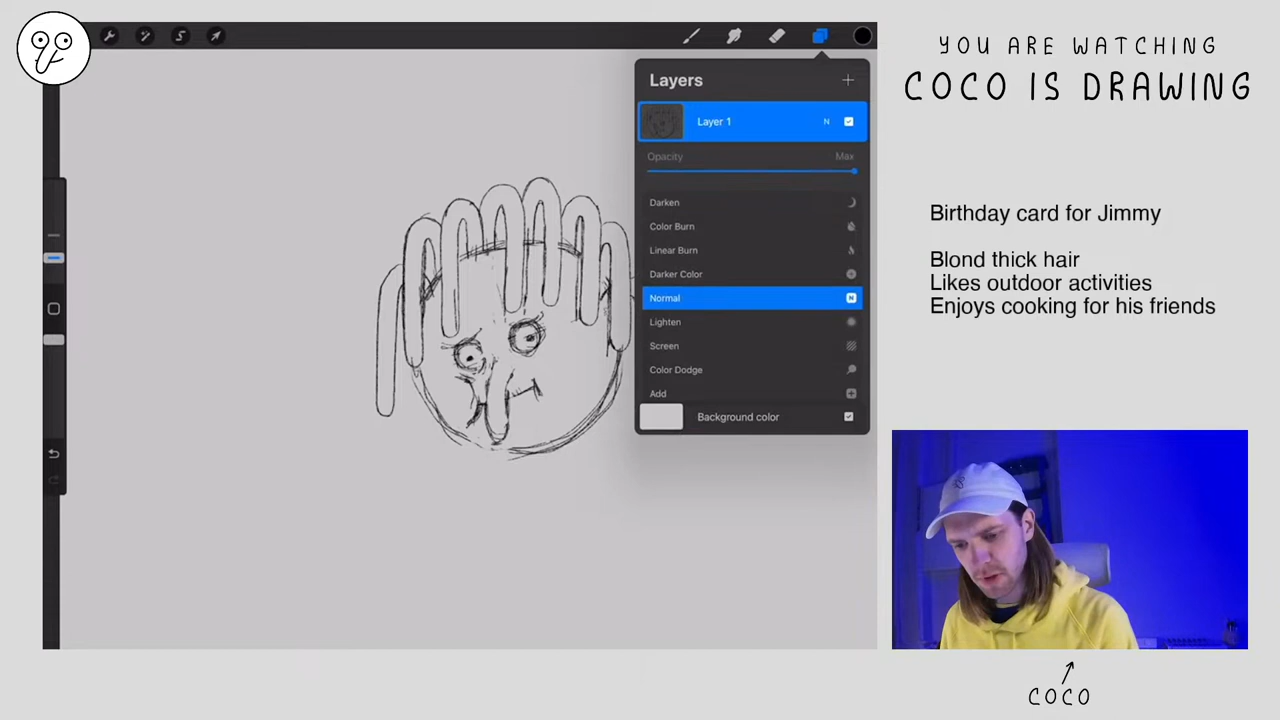 YOU ARE WATCHING
COCO IS DRAWING
Layers
Layer 1
N
Opacity
Max
Darken
Color Burn
Linear Burn
Darker Color
Normal
N
Lighten
Screen
Color Dodge
Add
Background color
Birthday card for Jimmy
Blond thick hair
Likes outdoor activities
Enjoys cooking for his friends
COCO